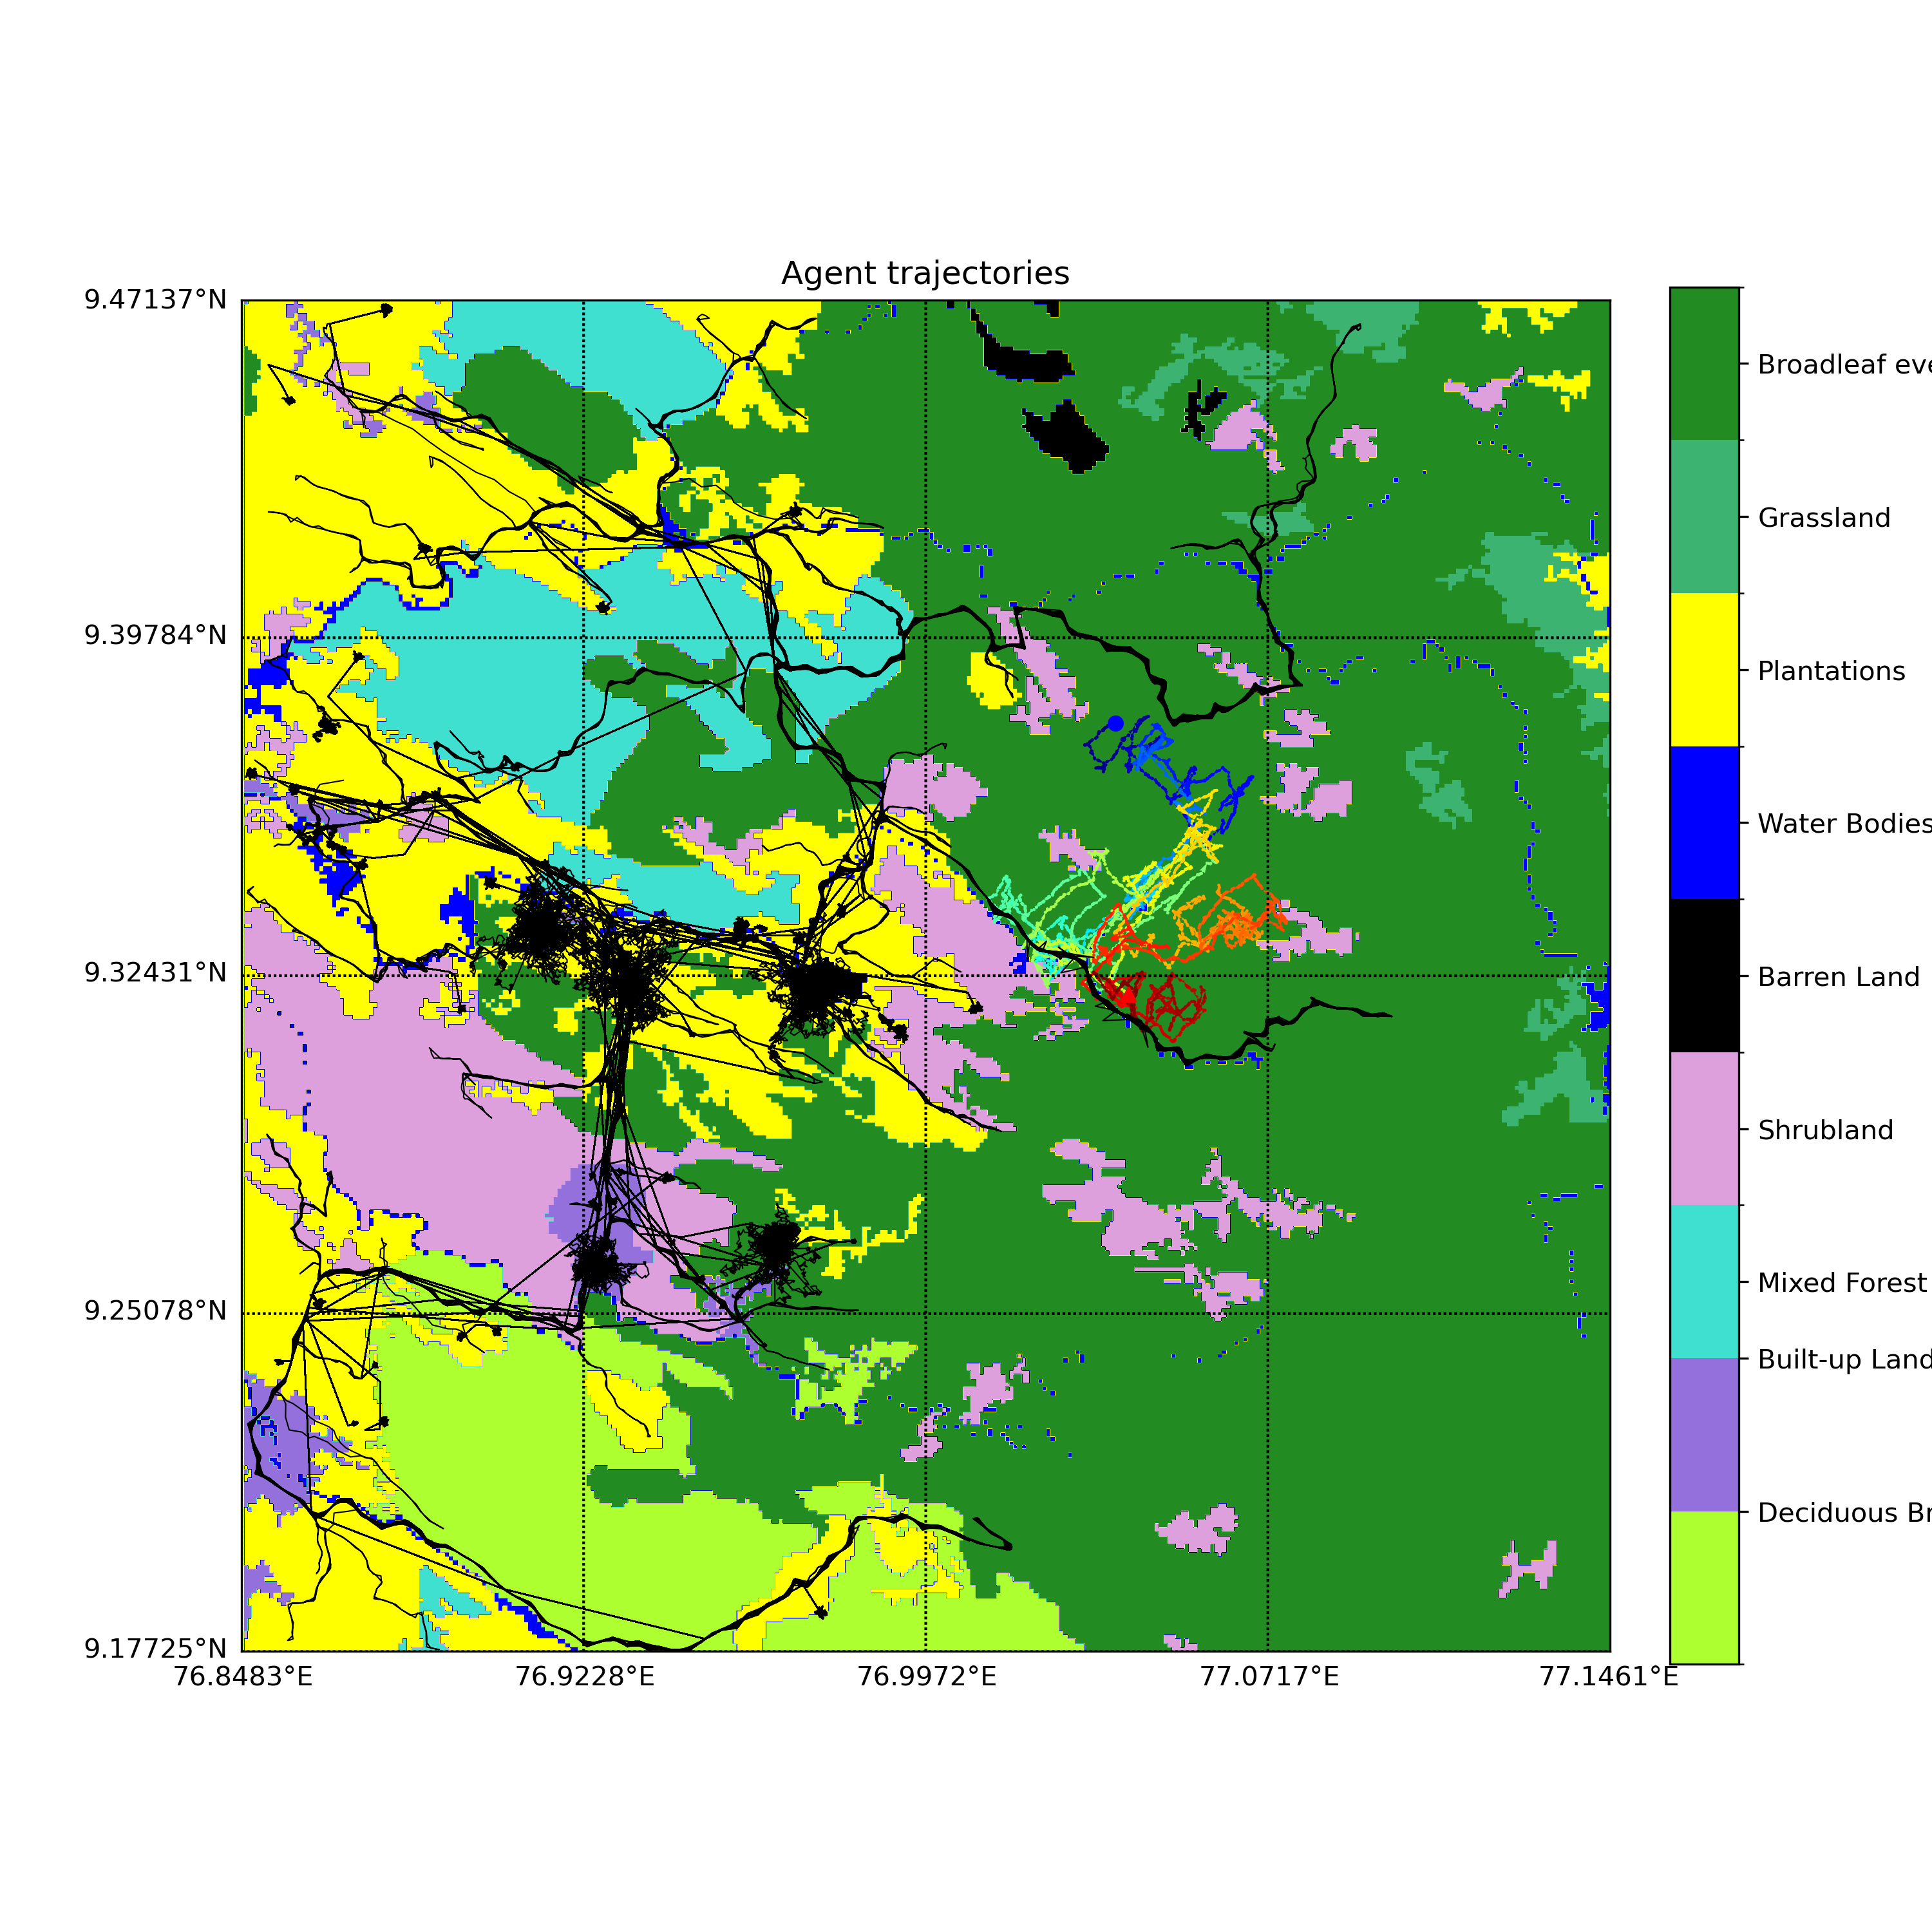 Agent trajectories
9.47137°N
9.39784°N
9.32431°N
9.25078°N
9.17725°N
76.8483°E
76.9228°E
76.9972°E
77.0717°E
77.1461°E
Broadleaf eve
Grassland
Plantations
Water Bodies
Barren Land
Shrubland
Mixed Forest
Built-up Land
Deciduous Br